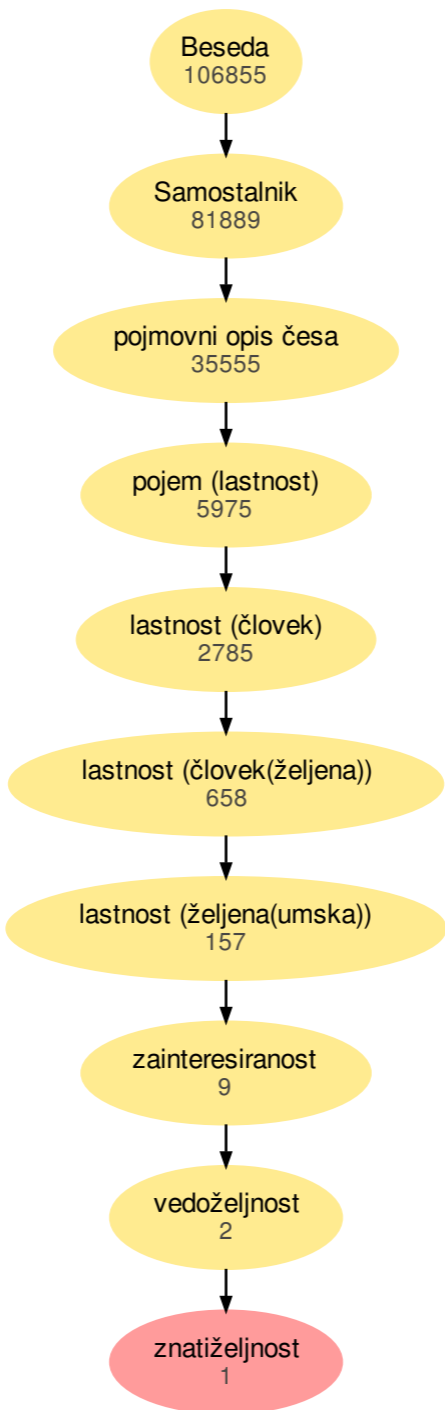 Beseda
106855
Samostalnik
81889
pojmovni opis česa
35555
pojem (lastnost)
5975
lastnost (človek)
2785
lastnost (človek(željena))
658
lastnost (željena(umska))
157
zainteresiranost
9
vedoželjnost
2
znatiželjnost
1